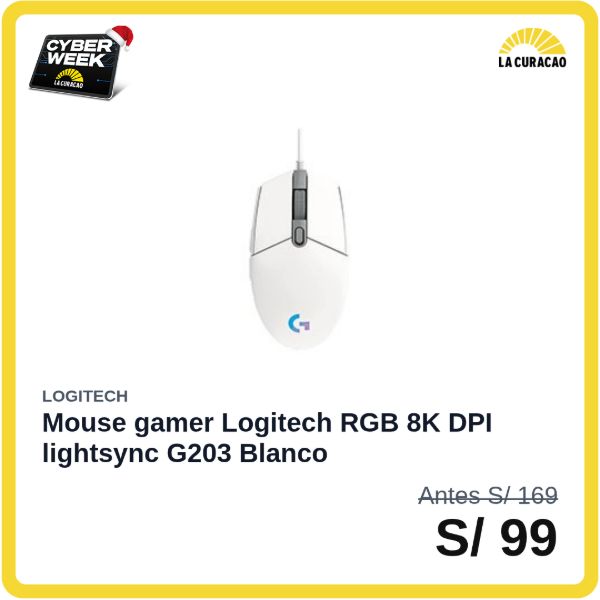 CYBER
WEEK
LA CURACAO
LA CURACAO
LOGITECH
Mouse gamer Logitech RGB 8K DPI
lightsync G203 Blanco
Antes S/ 169
S/ 99